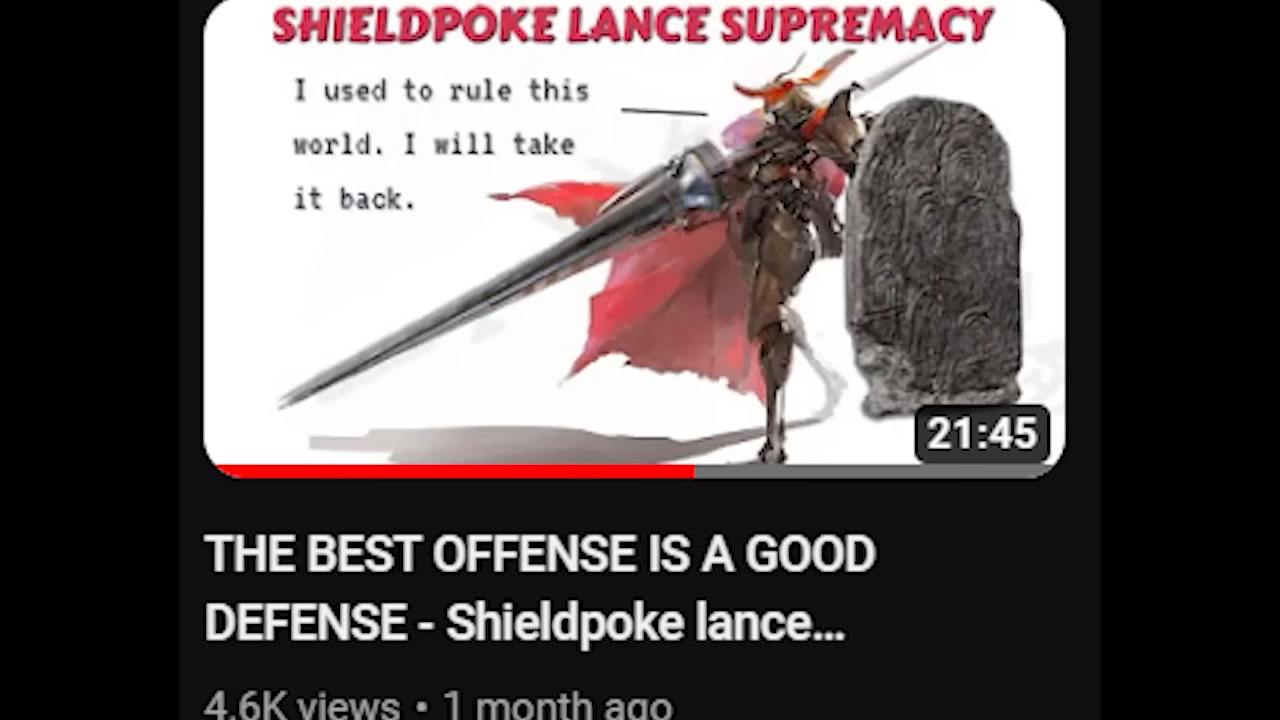 SHIELDPOKE LANCE SUPREMACY
I used to rule this
world. I will take
it back.
21:45
THE BEST OFFENSE IS A GOOD
DEFENSE - Shieldpoke lance...
4.6K views • 1 month ago